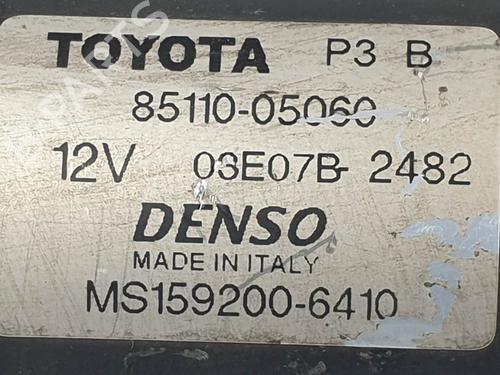 TOYOTA P3 B
85110-05060
12V 03E07B-2482
DENSO
MADE IN ITALY
MS159200-6410